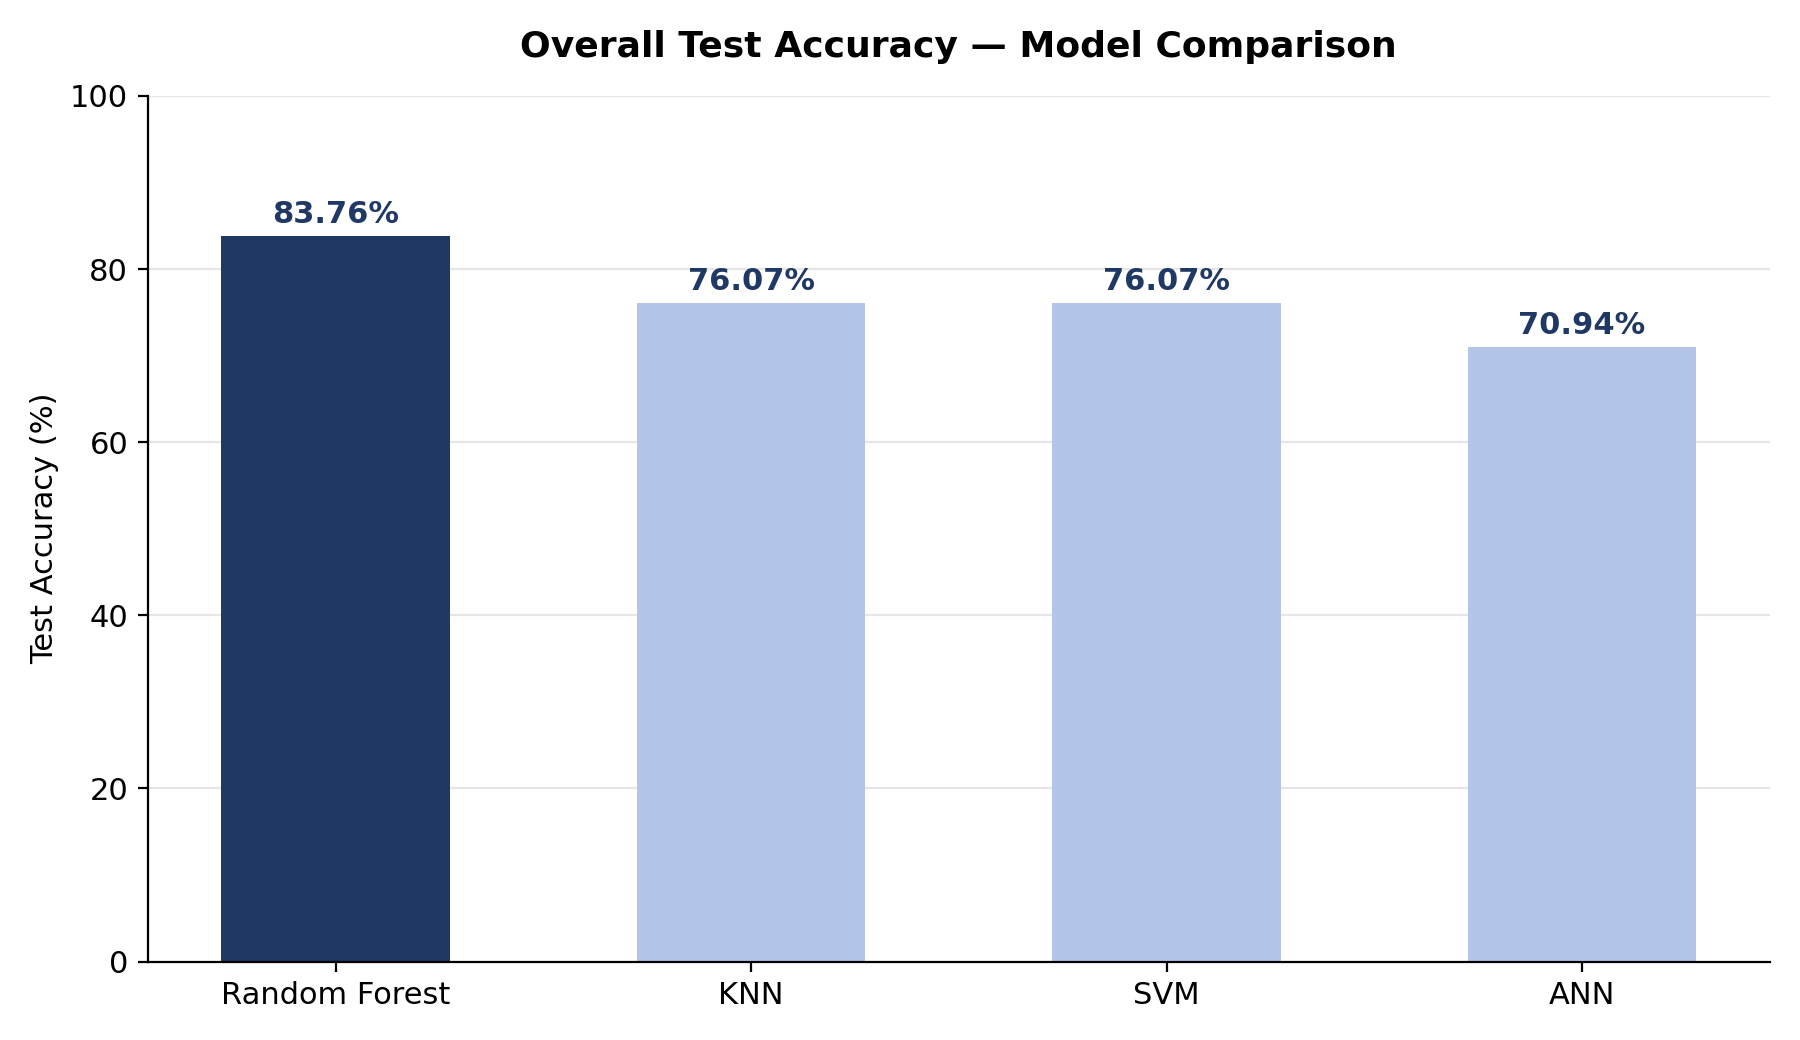 Overall Test Accuracy — Model Comparison
Test Accuracy (%)
100
80
60
40
20
0
83.76%
76.07%
76.07%
70.94%
Random Forest
KNN
SVM
ANN